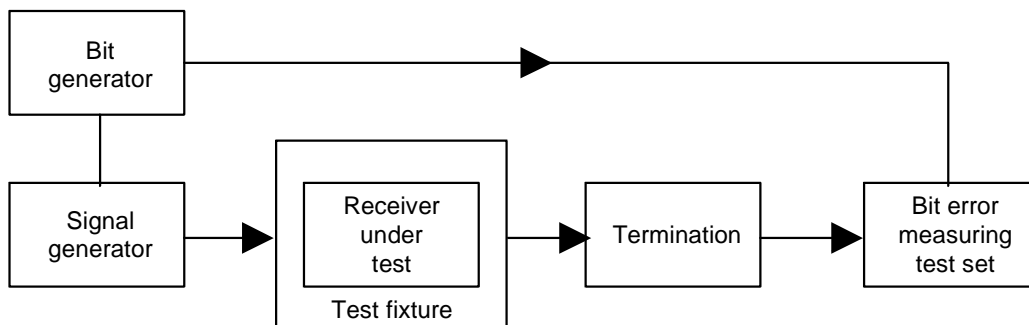 Bit
generator
Signal
generator
Receiver
under
test
Test fixture
Termination
Bit error
measuring
test set